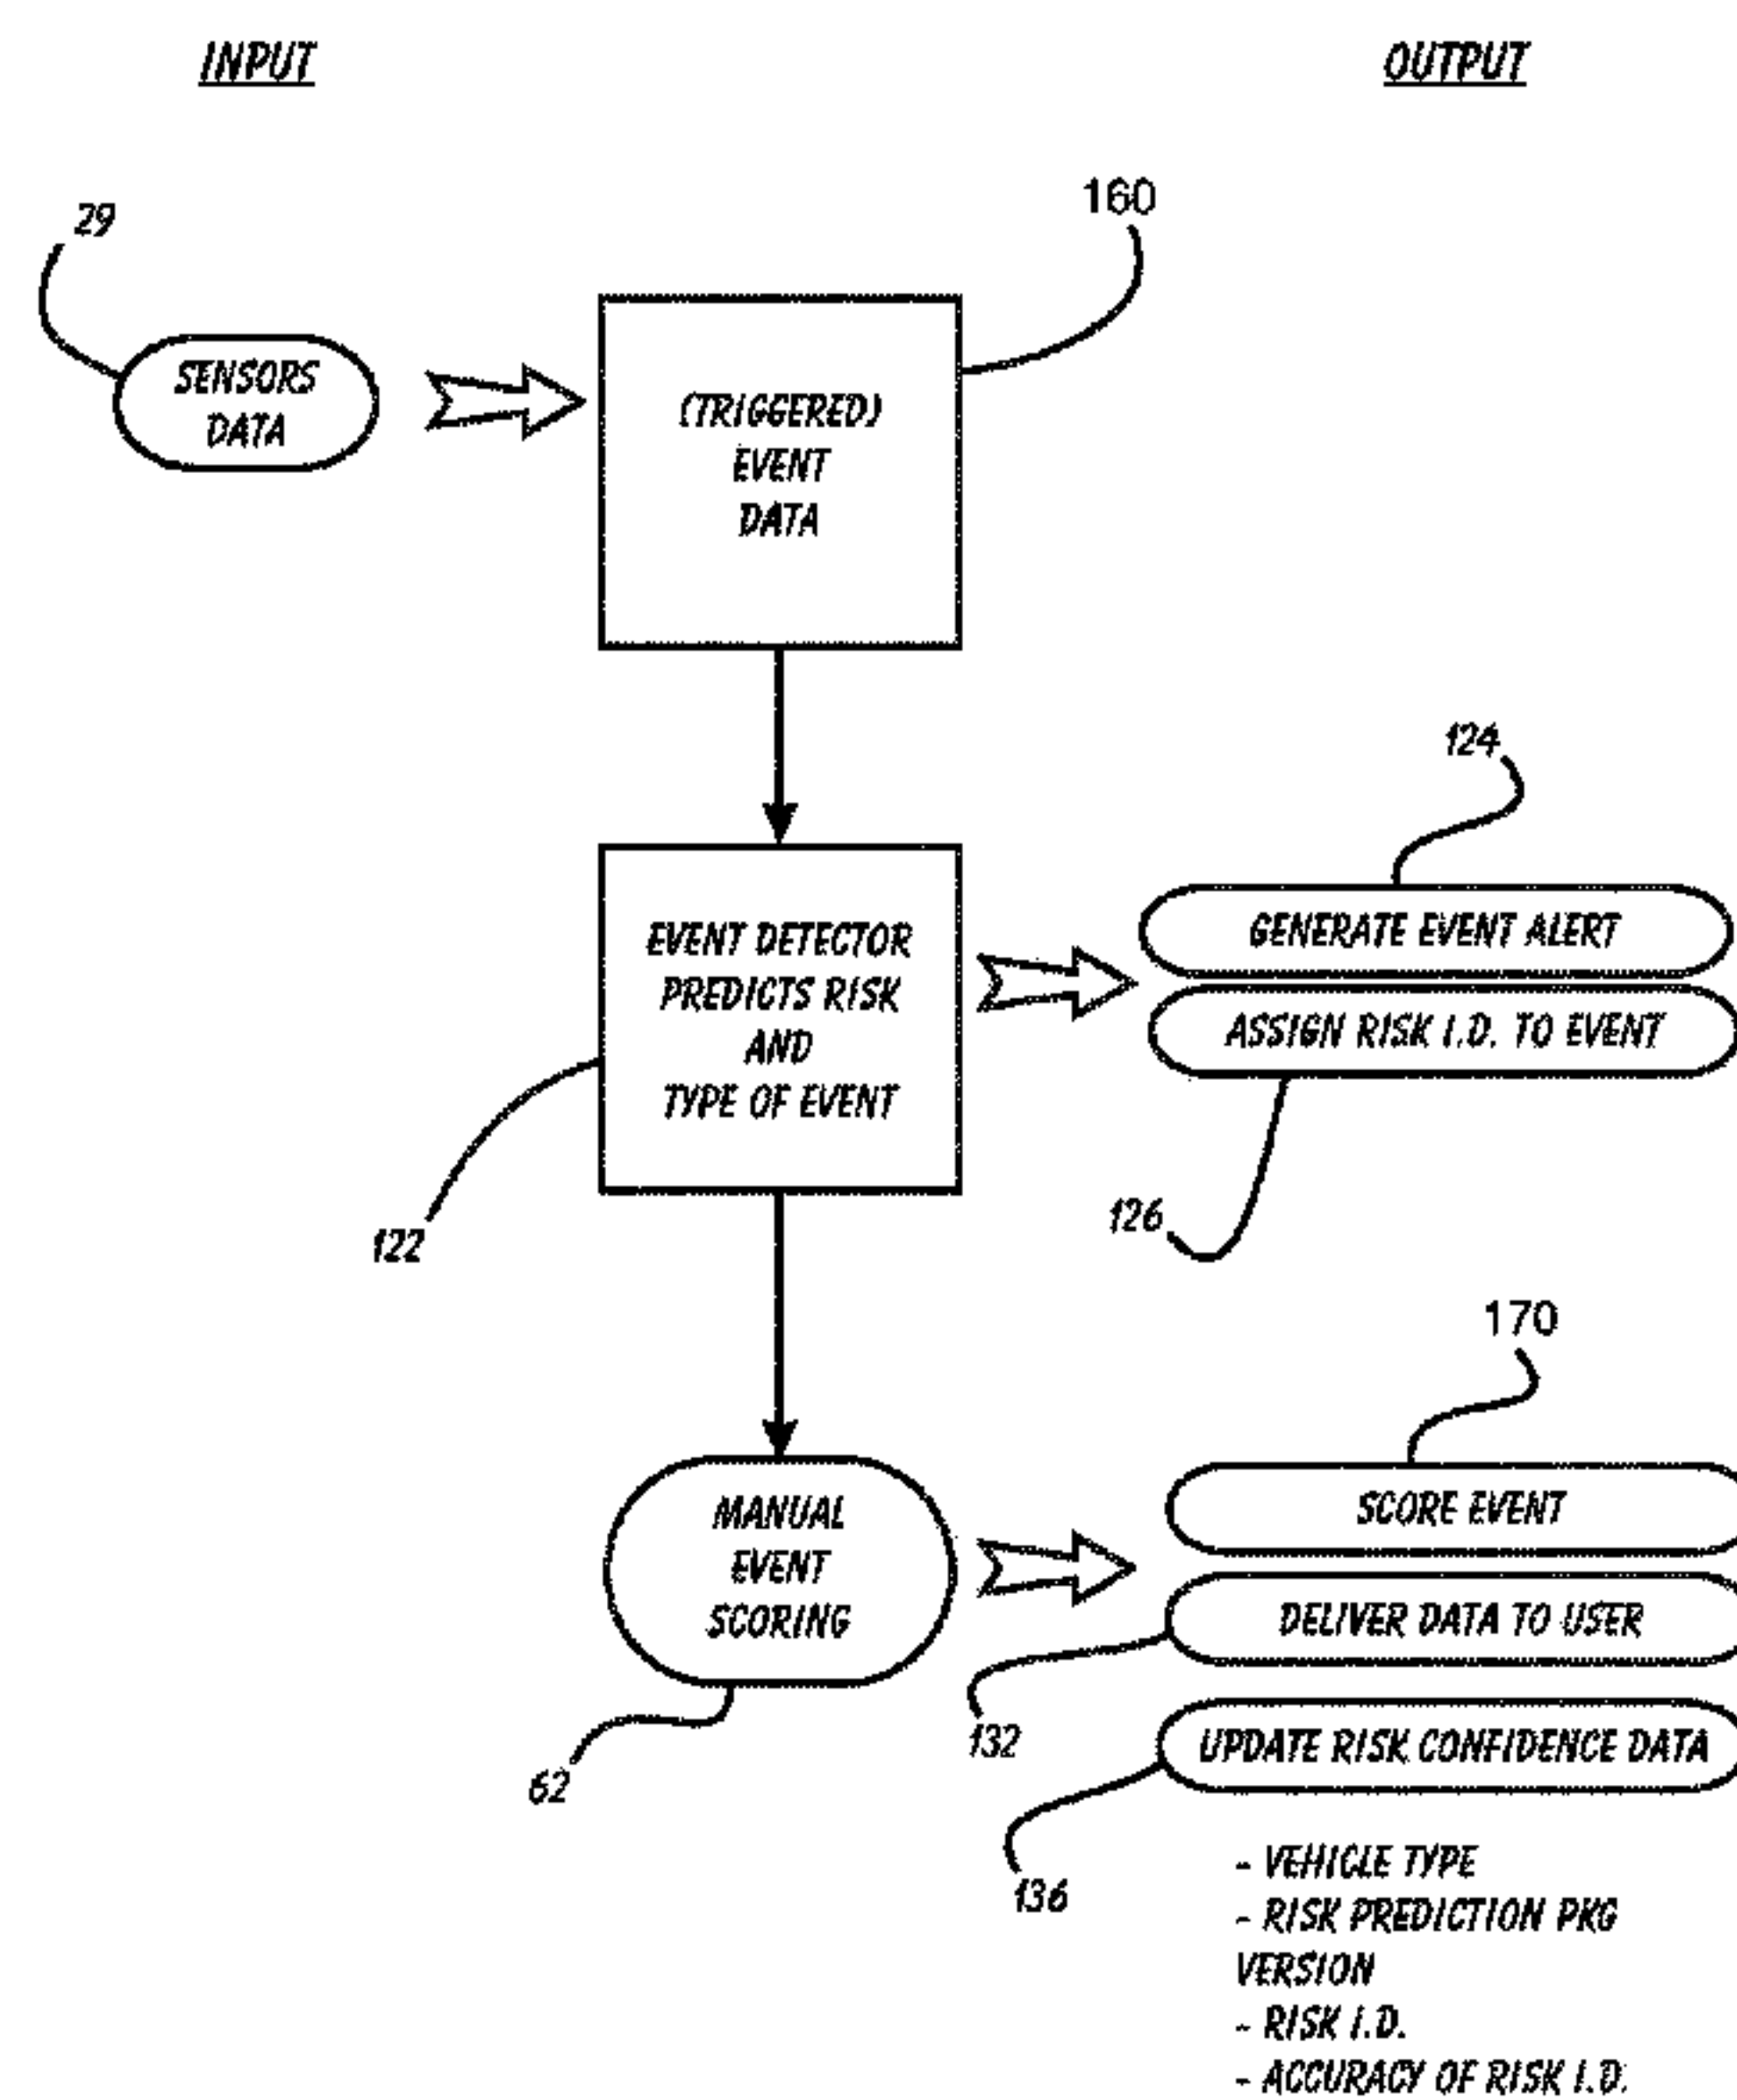 INPUT
OUTPUT
29
160
SENSORS
DATA
(TRIGGERED)
EVENT
DATA
124
EVENT DETECTOR
PREDICTS RISK
AND
TYPE OF EVENT
GENERATE EVENT ALERT
ASSIGN RISK I.D. TO EVENT
122
126
170
MANUAL
EVENT
SCORING
SCORE EVENT
DELIVER DATA TO USER
132
UPDATE RISK CONFIDENCE DATA
62
136
- VEHICLE TYPE
- RISK PREDICTION PKG
VERSION
- RISK I.D.
- ACCURACY OF RISK I.D.